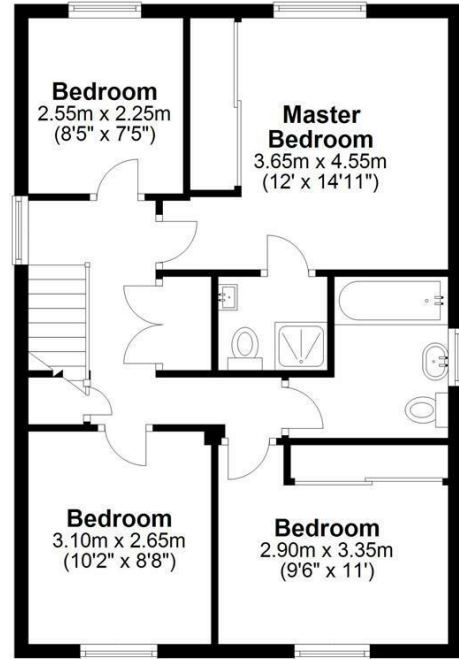 Bedroom
2.55m x 2.25m
(8'5" x 7'5")
Master
Bedroom
3.65m x 4.55m
(12' x 14'11")
Bedroom
3.10m x 2.65m
(10'2" x 8'8")
Bedroom
2.90m x 3.35m
(9'6" x 11')